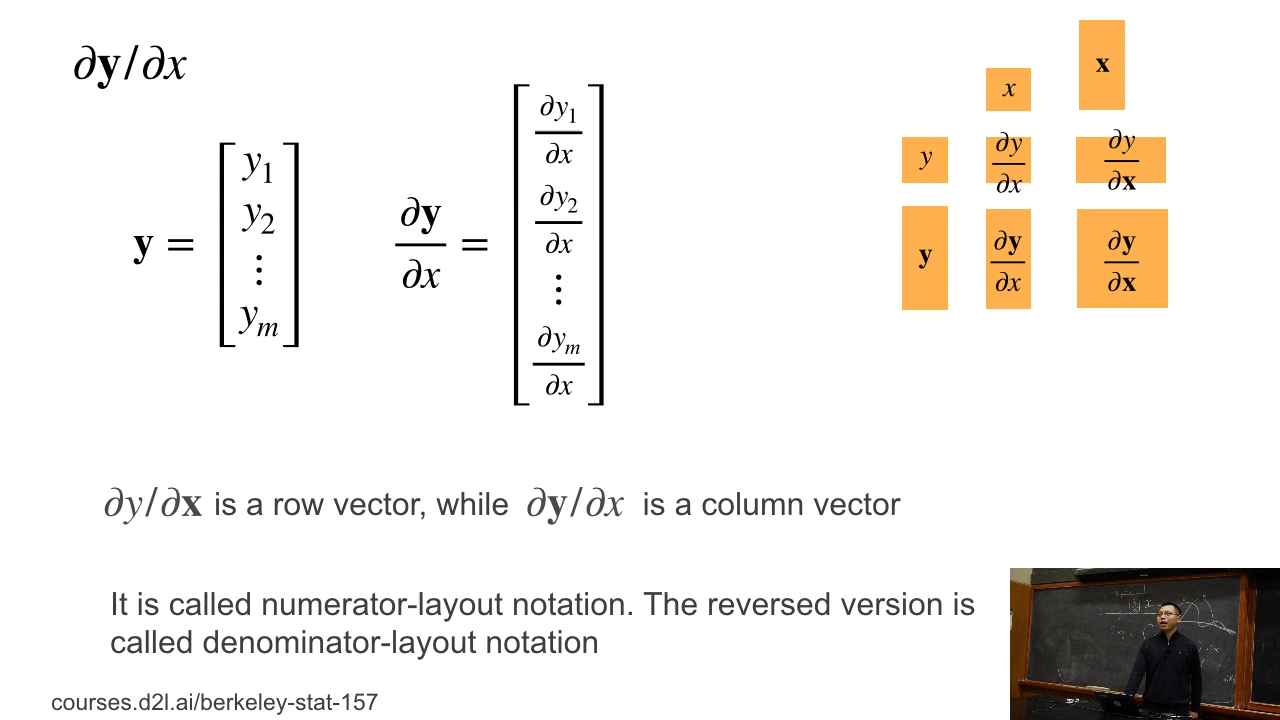 ∂𝐲/∂x
𝐲 = [y₁ y₂ ⋮ yₘ]
∂𝐲/∂x = [∂y₁/∂x ∂y₂/∂x ⋮ ∂yₘ/∂x]
x 𝐱
y ∂y/∂x ∂y/∂𝐱
𝐲 ∂𝐲/∂x ∂𝐲/∂𝐱
∂y/∂𝐱 is a row vector, while ∂𝐲/∂x is a column vector
It is called numerator-layout notation. The reversed version is
called denominator-layout notation
courses.d2l.ai/berkeley-stat-157